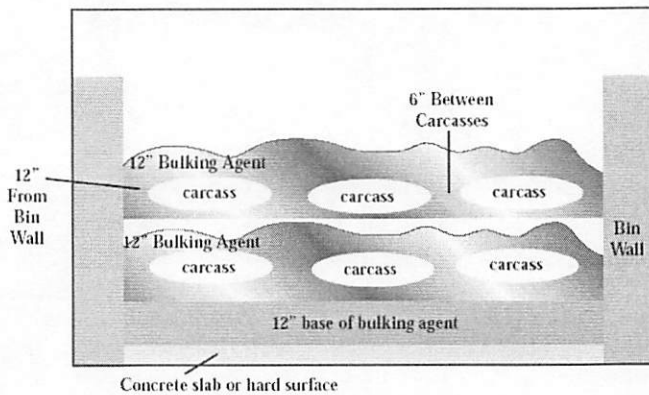 6" Between
Carcasses
12"
From
Bin
Wall
12" Bulking Agent
carcass
carcass
carcass
12" Bulking Agent
carcass
carcass
carcass
Bin
Wall
12" base of bulking agent
Concrete slab or hard surface